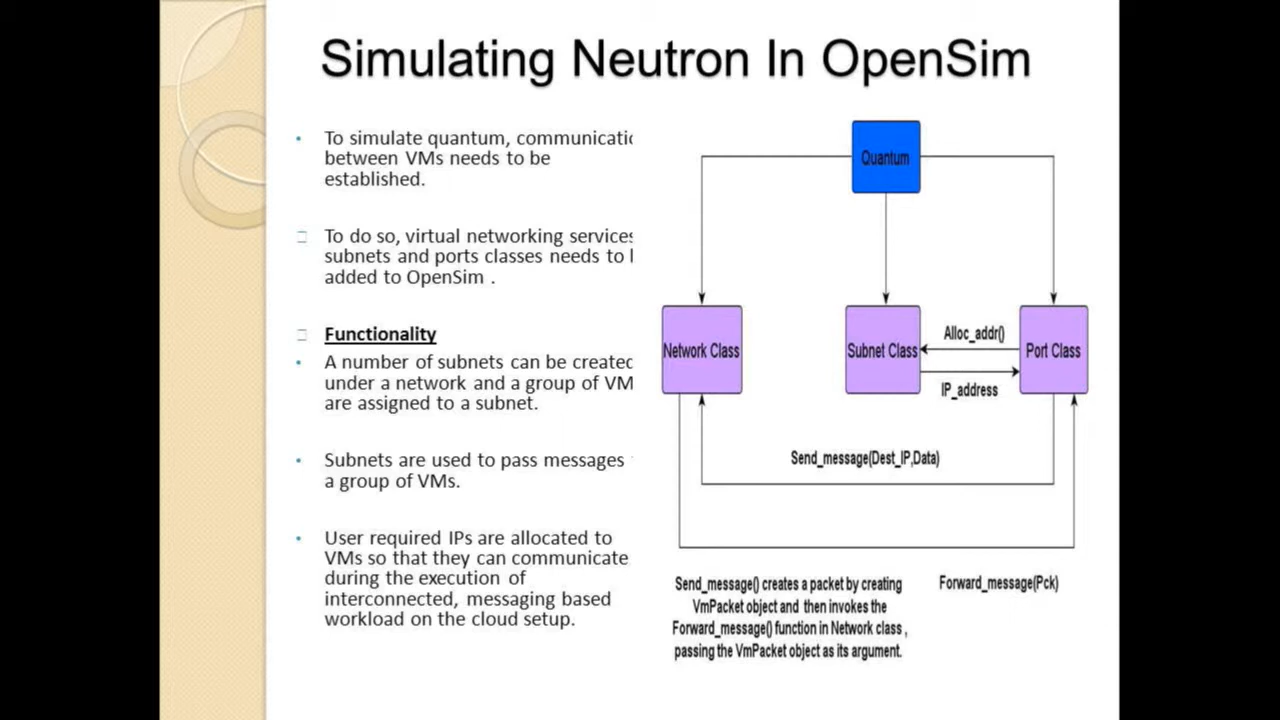 Simulating Neutron In OpenSim
To simulate quantum,
between VMs needs to be
established.
To do so, virtual networking services
subnets and ports classes needs to
added to OpenSim .
Functionality
A number of subnets can be created
under a network and a group of VM
are assigned to a subnet.
Subnets are used to pass messages
a group of VMs.
User required IPs are allocated to
VMs so that they can communicate
during the execution of
interconnected, messaging based
workload on the cloud setup.
Quantum
Network Class
Subnet Class
Alloc_addr()
IP_address
Port Class
Send_message(Dest_IP,Data)
Send_message() creates a packet by creating
VmPacket object and then invokes the
Forward_message() function in Network class ,
passing the VmPacket object as its argument.
Forward_message(Pck)